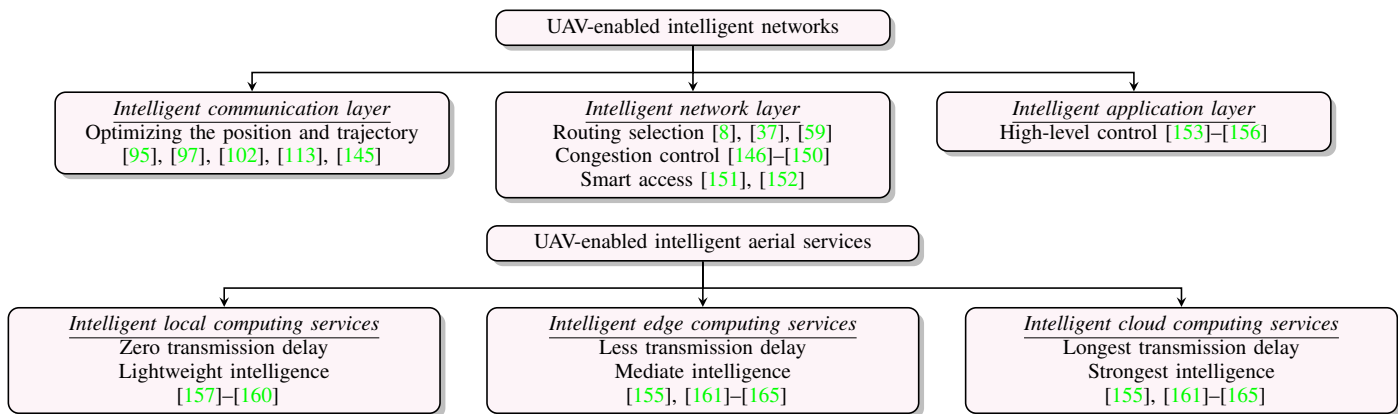 UAV-enabled intelligent networks
Intelligent communication layer
Optimizing the position and trajectory
[95], [97], [102], [113], [145]
Intelligent network layer
Routing selection [8], [37], [59]
Congestion control [146]–[150]
Smart access [151], [152]
Intelligent application layer
High-level control [153]–[156]
UAV-enabled intelligent aerial services
Intelligent local computing services
Zero transmission delay
Lightweight intelligence
[157]–[160]
Intelligent edge computing services
Less transmission delay
Mediate intelligence
[155], [161]–[165]
Intelligent cloud computing services
Longest transmission delay
Strongest intelligence
[155], [161]–[165]